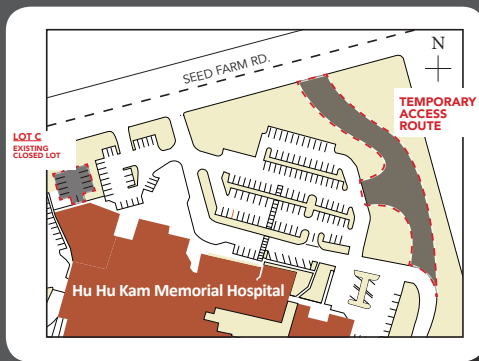 SEED FARM RD.
N
TEMPORARY
ACCESS
ROUTE
LOT C
EXISTING
CLOSED LOT
Hu Hu Kam Memorial Hospital